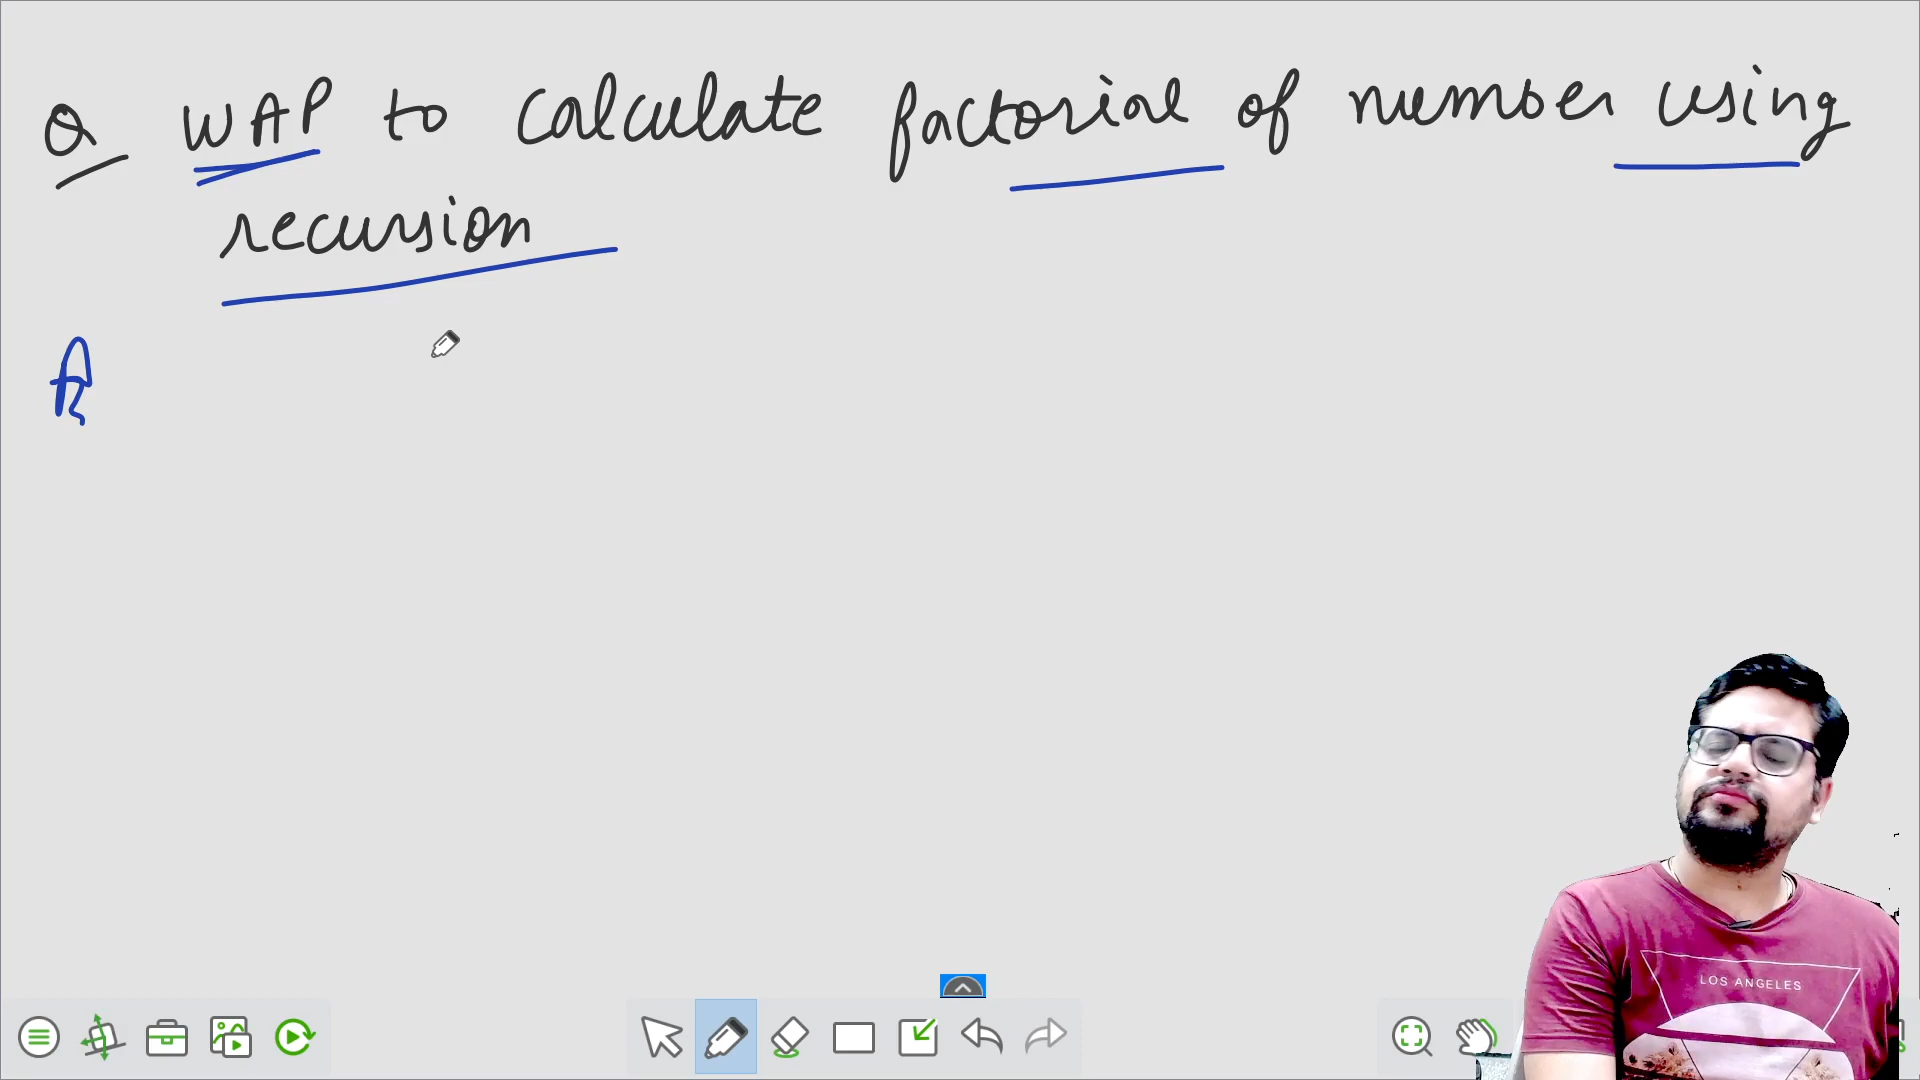 Q WAP to calculate factorial of number using
recursion
A
LOS ANGELES